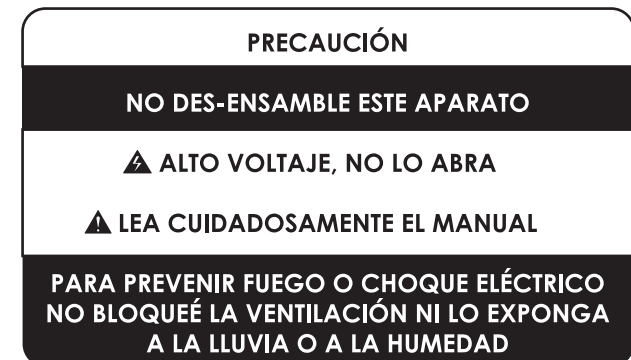 PRECAUCIÓN
NO DES-ENSAMBLE ESTE APARATO
ALTO VOLTAJE, NO LO ABRA
LEA CUIDADOSAMENTE EL MANUAL
PARA PREVENIR FUEGO O CHOQUE ELÉCTRICO
NO BLOQUEÉ LA VENTILACIÓN NI LO EXPONGA
A LA LLUVIA O A LA HUMEDAD